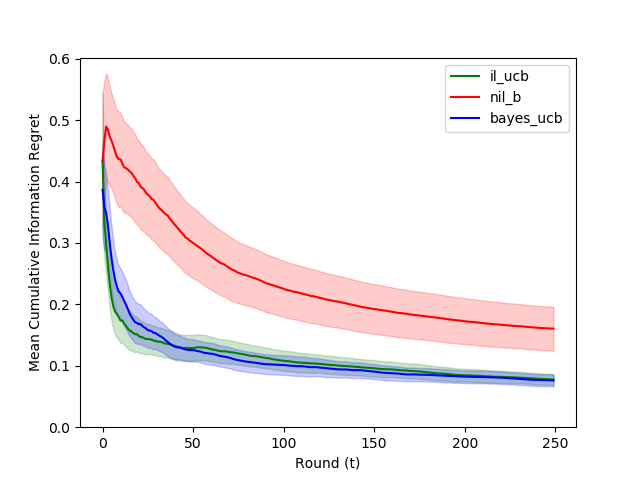 Mean Cumulative Information Regret
0.6
0.5
0.4
0.3
0.2
0.1
0.0
0
50
100
150
200
250
Round (t)
il_ucb
nil_b
bayes_ucb